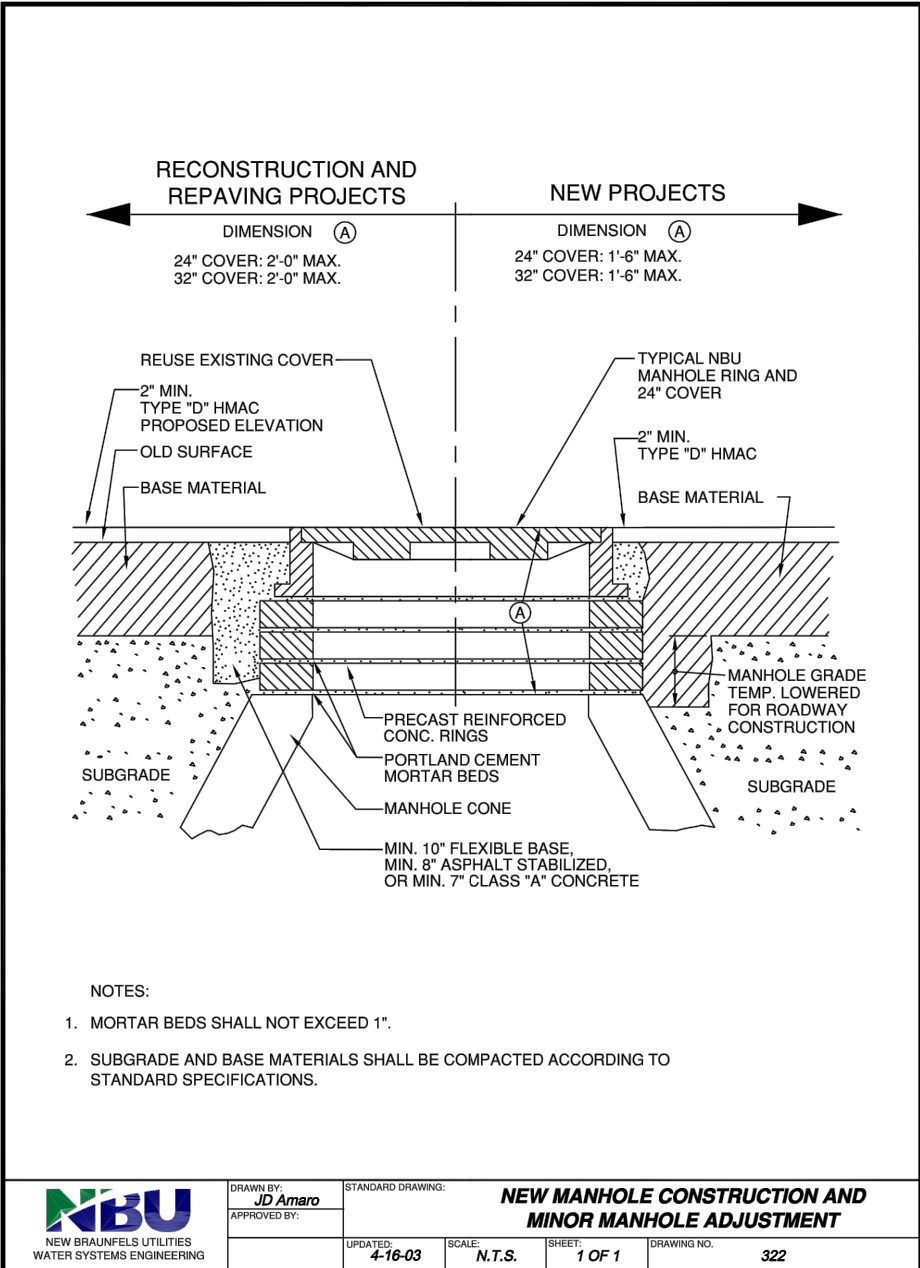 RECONSTRUCTION AND
REPAVING PROJECTS
DIMENSION A
24" COVER: 2'-0" MAX.
32" COVER: 2'-0" MAX.
NEW PROJECTS
DIMENSION A
24" COVER: 1'-6" MAX.
32" COVER: 1'-6" MAX.
REUSE EXISTING COVER
2" MIN.
TYPE "D" HMAC
PROPOSED ELEVATION
OLD SURFACE
BASE MATERIAL
TYPICAL NBU
MANHOLE RING AND
24" COVER
2" MIN.
TYPE "D" HMAC
BASE MATERIAL
A
MANHOLE GRADE
TEMP. LOWERED
FOR ROADWAY
CONSTRUCTION
PRECAST REINFORCED
CONC. RINGS
PORTLAND CEMENT
MORTAR BEDS
SUBGRADE
SUBGRADE
MANHOLE CONE
MIN. 10" FLEXIBLE BASE,
MIN. 8" ASPHALT STABILIZED,
OR MIN. 7" CLASS "A" CONCRETE
NOTES:
1. MORTAR BEDS SHALL NOT EXCEED 1".
2. SUBGRADE AND BASE MATERIALS SHALL BE COMPACTED ACCORDING TO
STANDARD SPECIFICATIONS.
NBU
NEW BRAUNFELS UTILITIES
WATER SYSTEMS ENGINEERING
DRAWN BY:
JD Amaro
APPROVED BY:
STANDARD DRAWING:
NEW MANHOLE CONSTRUCTION AND
MINOR MANHOLE ADJUSTMENT
UPDATED:
4-16-03
SCALE:
N.T.S.
SHEET:
1 OF 1
DRAWING NO.
322